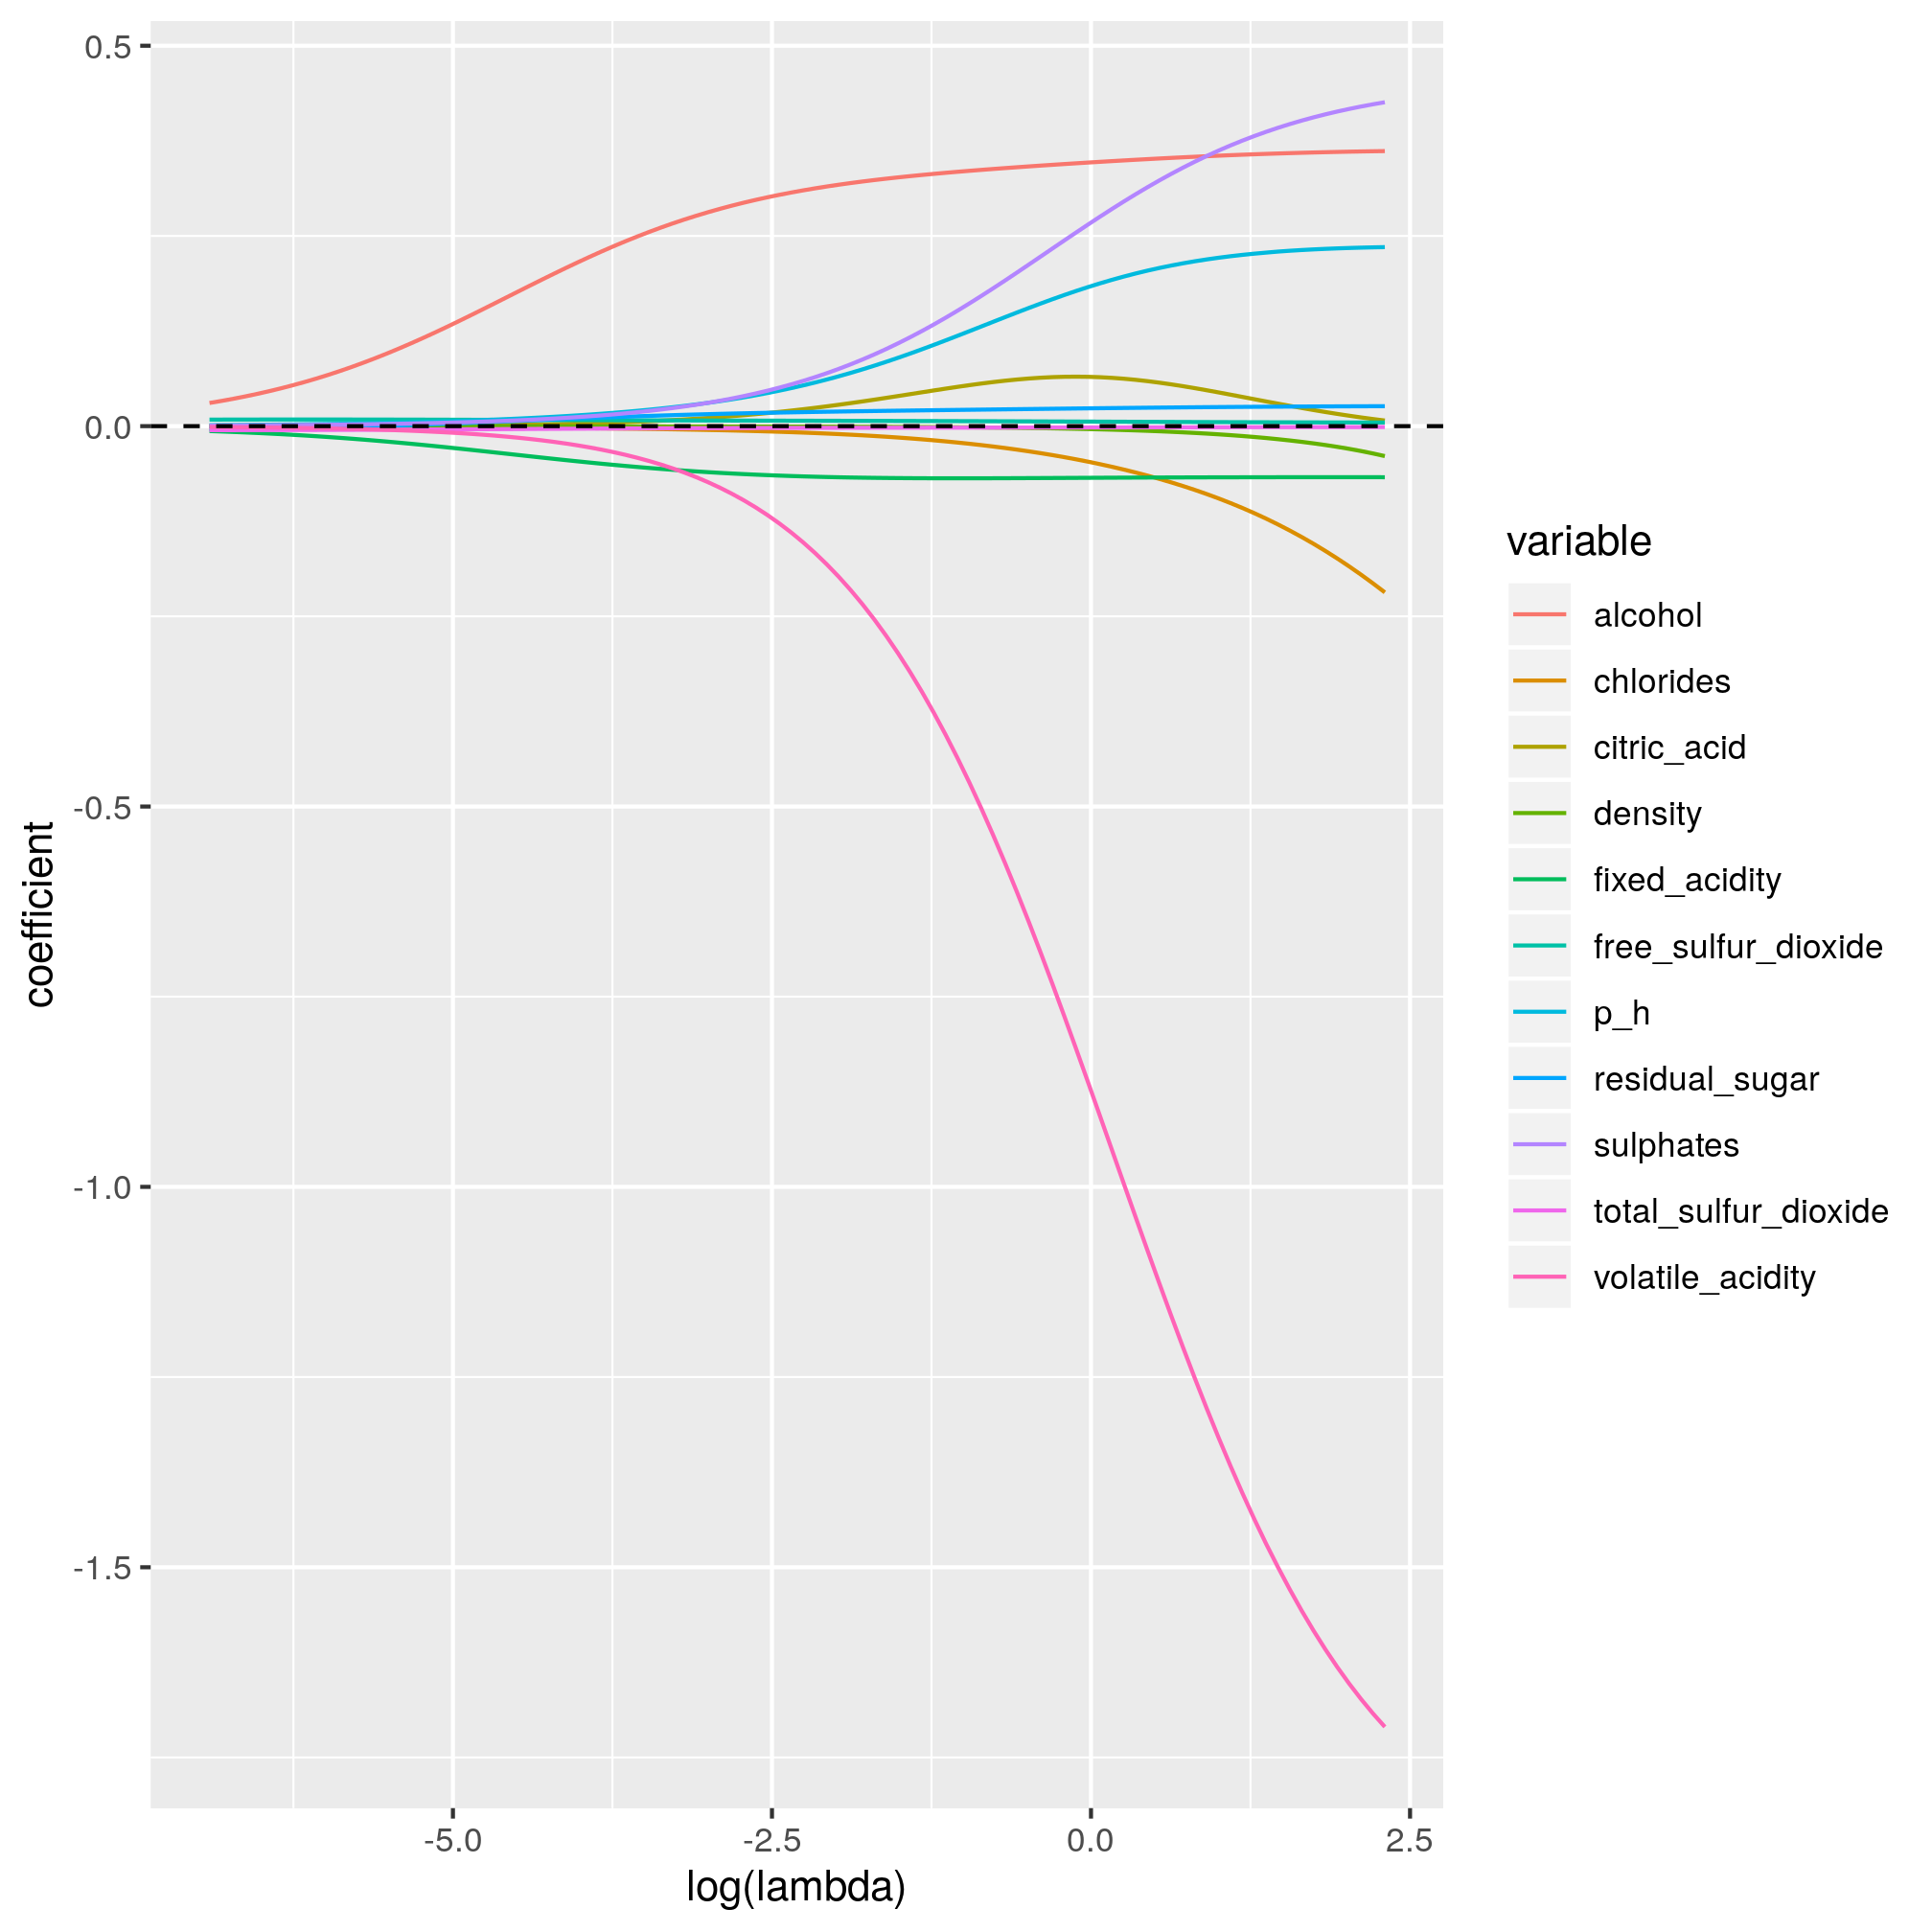 0.5
0.0
-0.5
-1.0
-1.5
coefficient
-5.0
-2.5
0.0
2.5
log(lambda)
variable
alcohol
chlorides
citric_acid
density
fixed_acidity
free_sulfur_dioxide
p_h
residual_sugar
sulphates
total_sulfur_dioxide
volatile_acidity